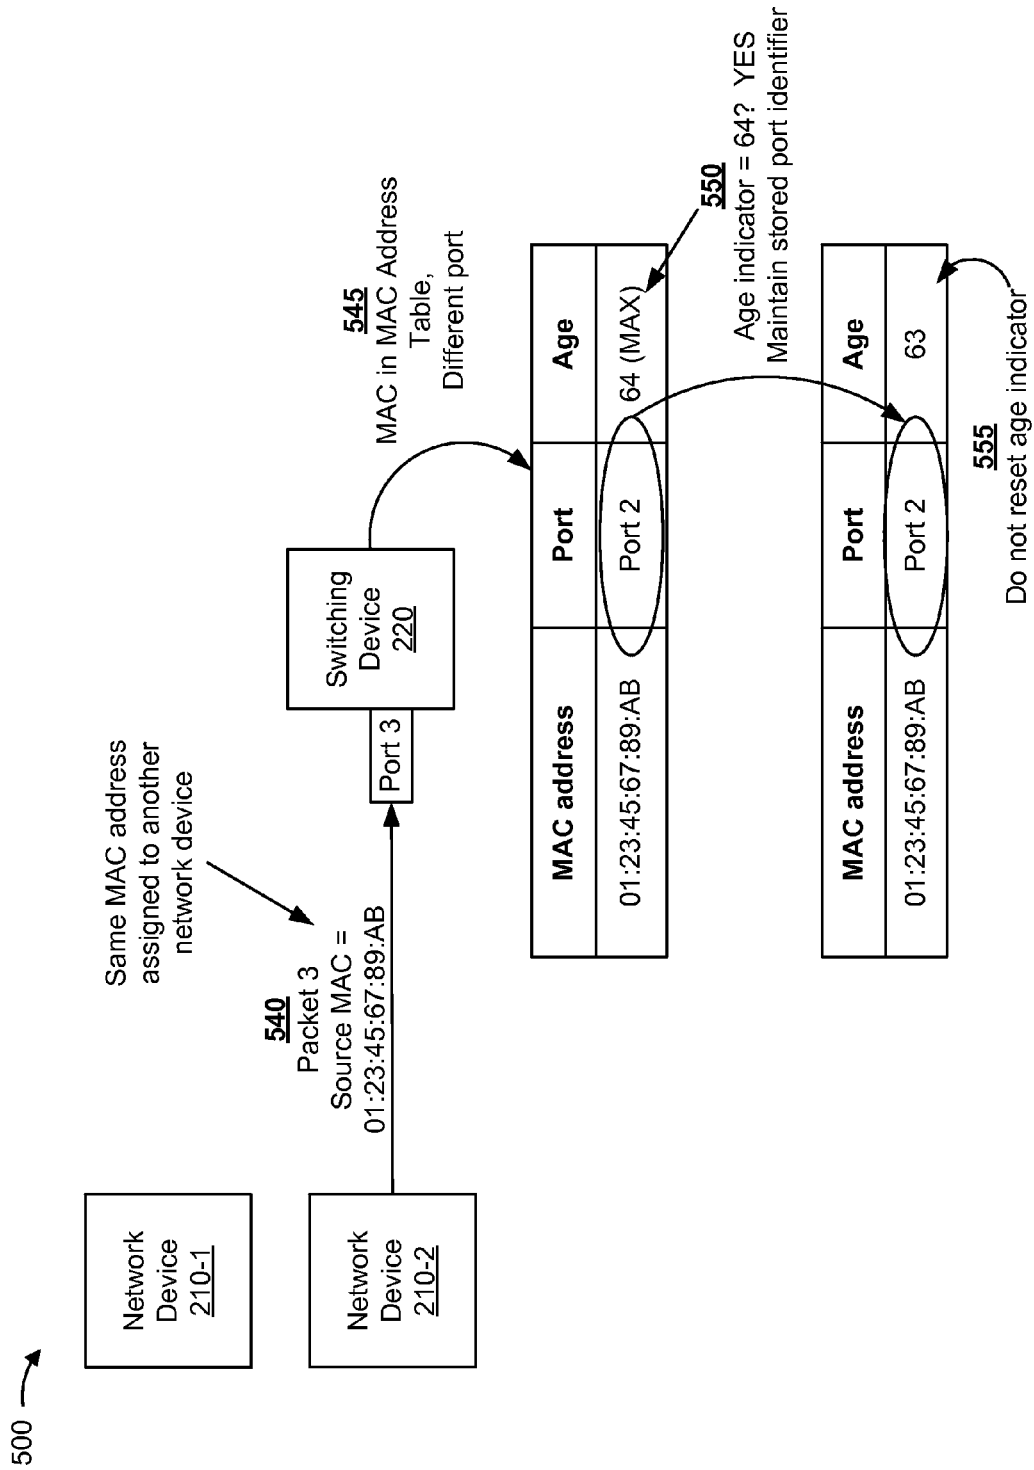 500
Network
Device
210-1
Network
Device
210-2
Same MAC address
assigned to another
network device
540
Packet 3
Source MAC =
01:23:45:67:89:AB
Port 3
Switching
Device
220
545
MAC in MAC Address
Table,
Different port
MAC address Port Age
01:23:45:67:89:AB Port 2 64 (MAX)
550
Age indicator = 64? YES
Maintain stored port identifier
MAC address Port Age
01:23:45:67:89:AB Port 2 63
555
Do not reset age indicator